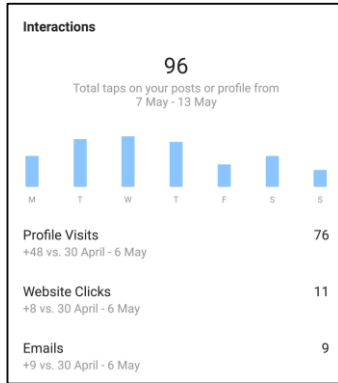 Interactions
96
Total taps on your posts or profile from
7 May - 13 May
M T W T F S S
Profile Visits 76
+48 vs. 30 April - 6 May
Website Clicks 11
+8 vs. 30 April - 6 May
Emails 9
+9 vs. 30 April - 6 May